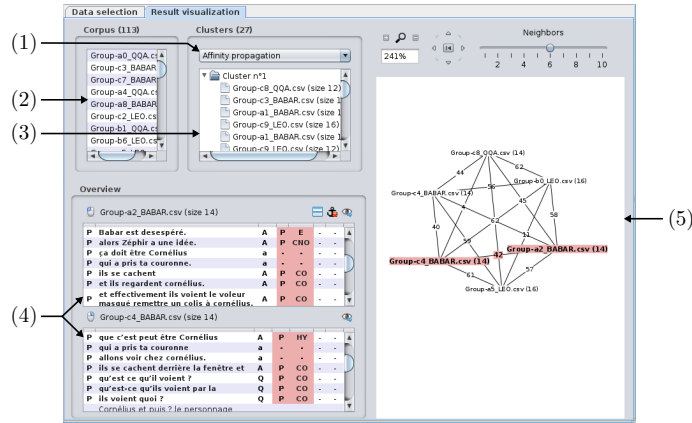 Data selection Result visualization
Corpus (113)
Clusters (27)
(1)
(2)
(3)
(4)
(5)
Group-a0_QQA.cs
Group-c3_BABAR
Group-c7_BABAR
Group-a4_QQA.cs
Group-a8_BABAR
Group-c2_LEO.cs
Group-b1_QQA.cs
Group-b6_LEO.cs
Affinity propagation
Cluster n°1
Group-c8_QQA.csv (size 12)
Group-c3_BABAR.csv (size 1
Group-a1_BABAR.csv (size 1
Group-c9_LEO.csv (size 16)
Group-a1_BABAR.csv (size 1
Group-c9_LEO.csv (size 12)
241%
Neighbors
2 4 6 8 10
Overview
Group-a2_BABAR.csv (size 14)
P Babar est desespéré. A P E - -
P alors Zéphir a une idée. A P CNO - -
P ça doit être Cornélius a - - - -
P qui a pris ta couronne. a - - - -
P ils se cachent A P CO - -
P et ils regardent cornélius. A P CO - -
P et effectivement ils voient le voleur masqué remettre un colis à cornélius. A P CO - -
Group-c4_BABAR.csv (size 14)
P que c'est peut être Cornélius A P HY - -
P qui a pris ta couronne a - - - -
P allons voir chez cornélius. a - - - -
P ils se cachent derrière la fenêtre et A P CO - -
P qu'est ce qu'il voient ? Q P CO - -
P qu'est-ce qu'ils voient par la Q P CO - -
P ils voient quoi ? Q P CO - -
Cornélius et puis ? le personnage
Group-c8_QQA.csv (14)
62
44
Group-b0_LEO.csv (16)
56
Group-c4_BABAR.csv (14)
45
4
58
40
62
11
59
Group-a2_BABAR.csv (14)
42
Group-c4_BABAR.csv (14)
61
57
Group-a5_LEO.csv (16)